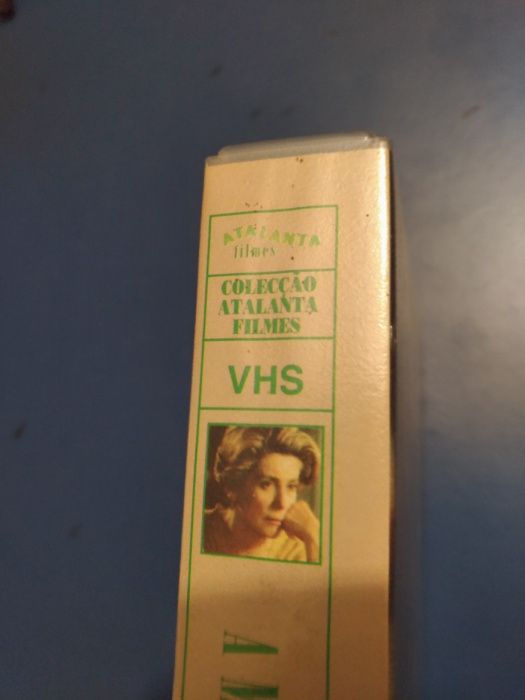 ATALANTA
filmes
COLECÇÃO
ATALANTA
FILMES
VHS